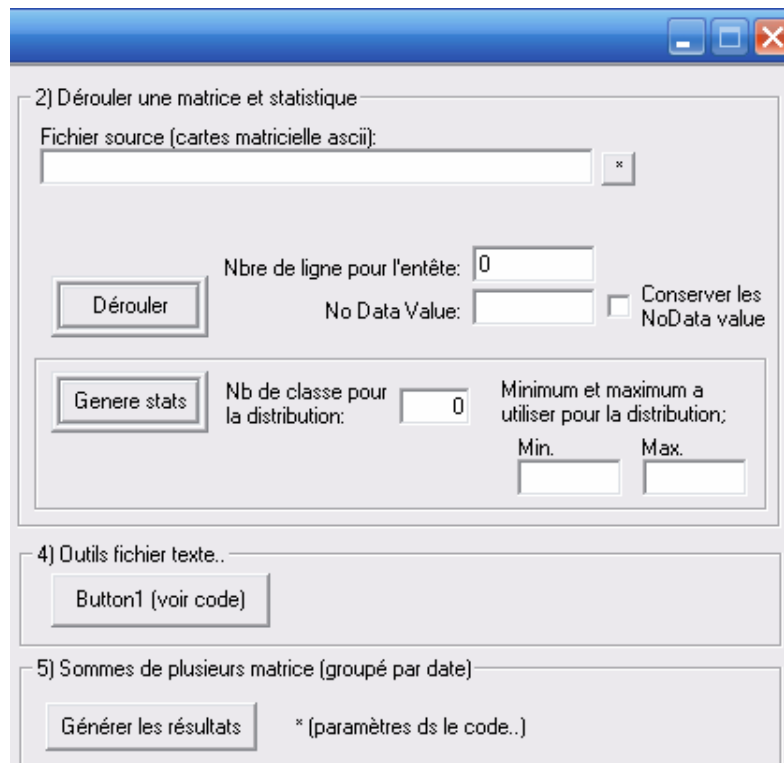 2) Dérouler une matrice et statistique
Fichier source (cartes matricielle ascii):
*
Nbre de ligne pour l'entête: 0
Dérouler
No Data Value:
Conserver les
NoData value
Genere stats
Nb de classe pour
la distribution:
0
Minimum et maximum a
utiliser pour la distribution;
Min.
Max.
4) Outils fichier texte..
Button1 (voir code)
5) Sommes de plusieurs matrice (groupé par date)
Générer les résultats
* (paramètres ds le code..)